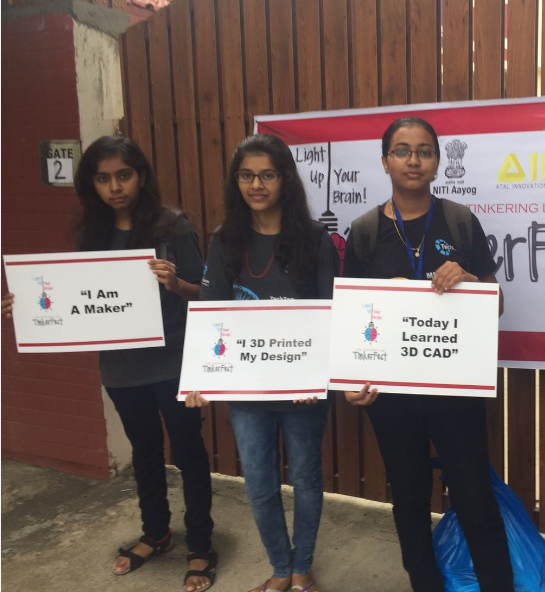 GATE
2
Light
Up
Your
Brain!
NITI Aayog
ATAL INNOVATION
TINKERING
"I Am
A Maker"
TinkerFest
"I 3D Printed
My Design"
TinkerFest
"Today I
Learned
3D CAD"
TinkerFest